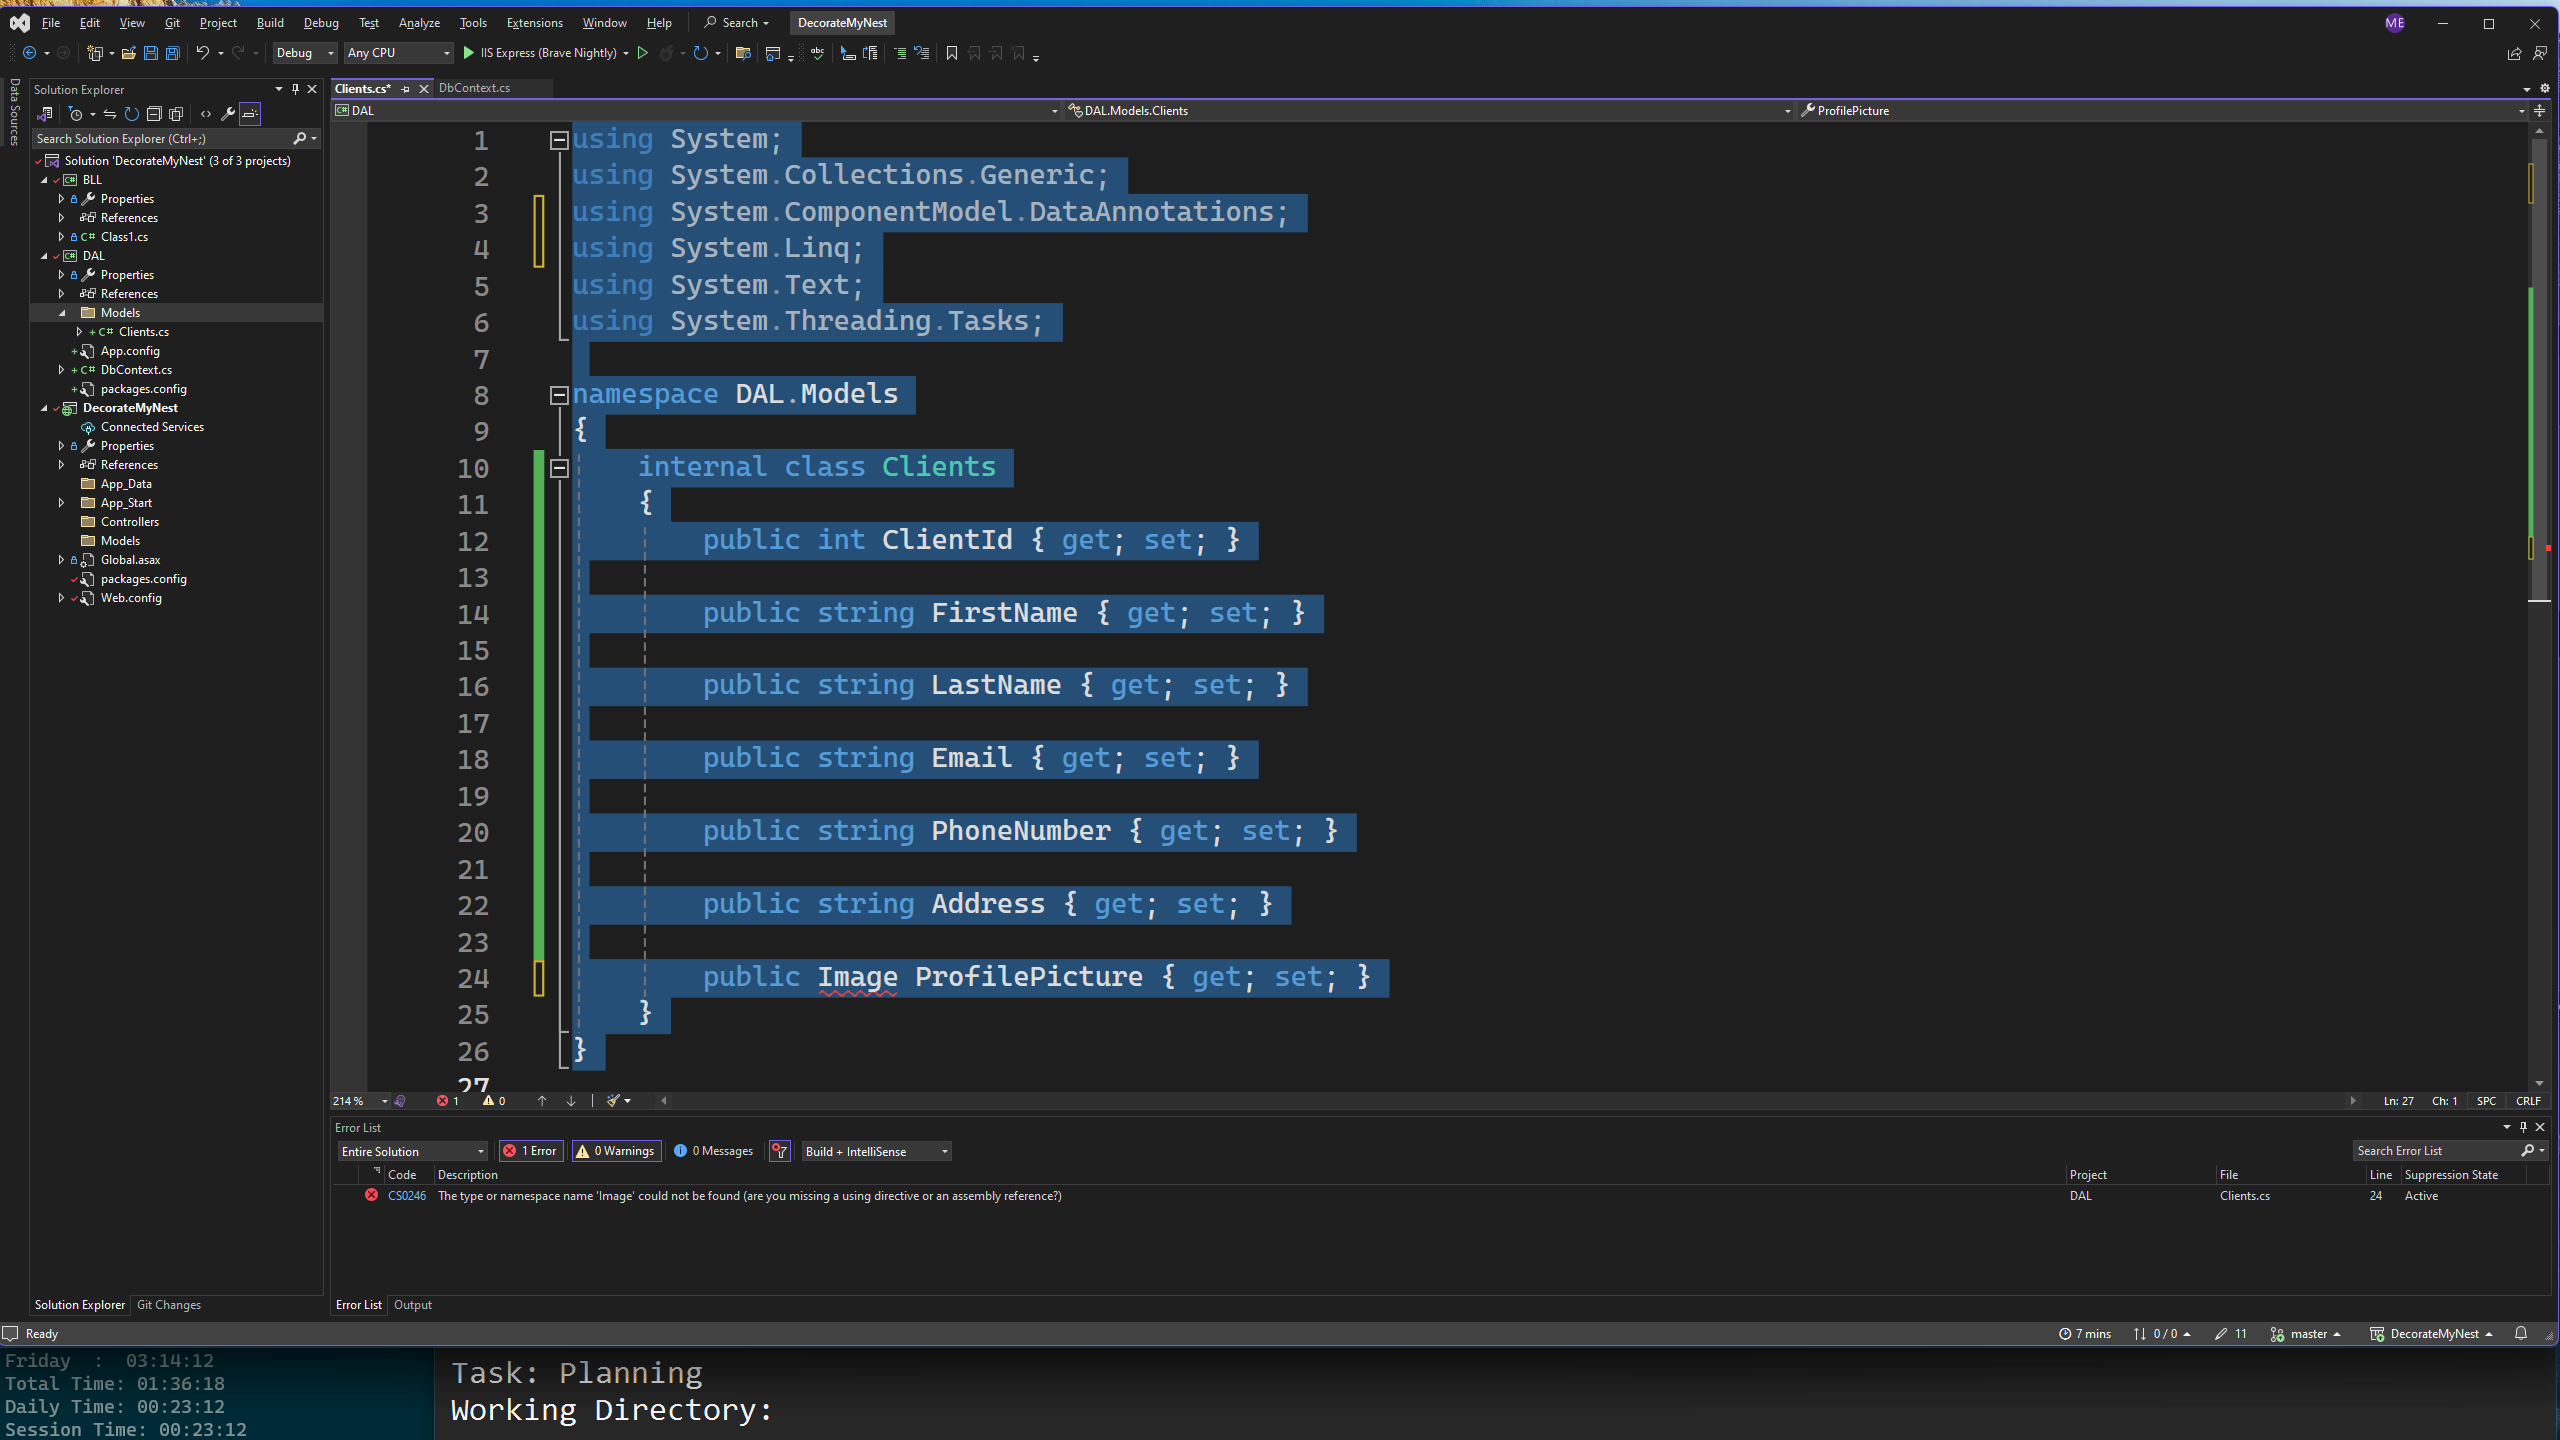 File Edit View Git Project Build Debug Test Analyze Tools Extensions Window Help Search DecorateMyNest ME
Debug Any CPU IIS Express (Brave Nightly)
Data Sources
Solution Explorer
Search Solution Explorer (Ctrl+;)
Solution 'DecorateMyNest' (3 of 3 projects)
BLL
Properties
References
C# Class1.cs
DAL
Properties
References
Models
C# Clients.cs
App.config
C# DbContext.cs
packages.config
DecorateMyNest
Connected Services
Properties
References
App_Data
App_Start
Controllers
Models
Global.asax
packages.config
Web.config
Solution Explorer Git Changes
Clients.cs* DbContext.cs
DAL DAL.Models.Clients ProfilePicture
1 using System;
2 using System.Collections.Generic;
3 using System.ComponentModel.DataAnnotations;
4 using System.Linq;
5 using System.Text;
6 using System.Threading.Tasks;
7
8 namespace DAL.Models
9 {
10 internal class Clients
11 {
12 public int ClientId { get; set; }
13
14 public string FirstName { get; set; }
15
16 public string LastName { get; set; }
17
18 public string Email { get; set; }
19
20 public string PhoneNumber { get; set; }
21
22 public string Address { get; set; }
23
24 public Image ProfilePicture { get; set; }
25 }
26 }
27
214 % 1 0 Ln: 27 Ch: 1 SPC CRLF
Error List
Entire Solution 1 Error 0 Warnings 0 Messages Build + IntelliSense Search Error List
Code Description Project File Line Suppression State
CS0246 The type or namespace name 'Image' could not be found (are you missing a using directive or an assembly reference?) DAL Clients.cs 24 Active
Error List Output
Ready 7 mins 0 / 0 11 master DecorateMyNest
Friday : 03:14:12
Total Time: 01:36:18
Daily Time: 00:23:12
Session Time: 00:23:12
Task: Planning
Working Directory: